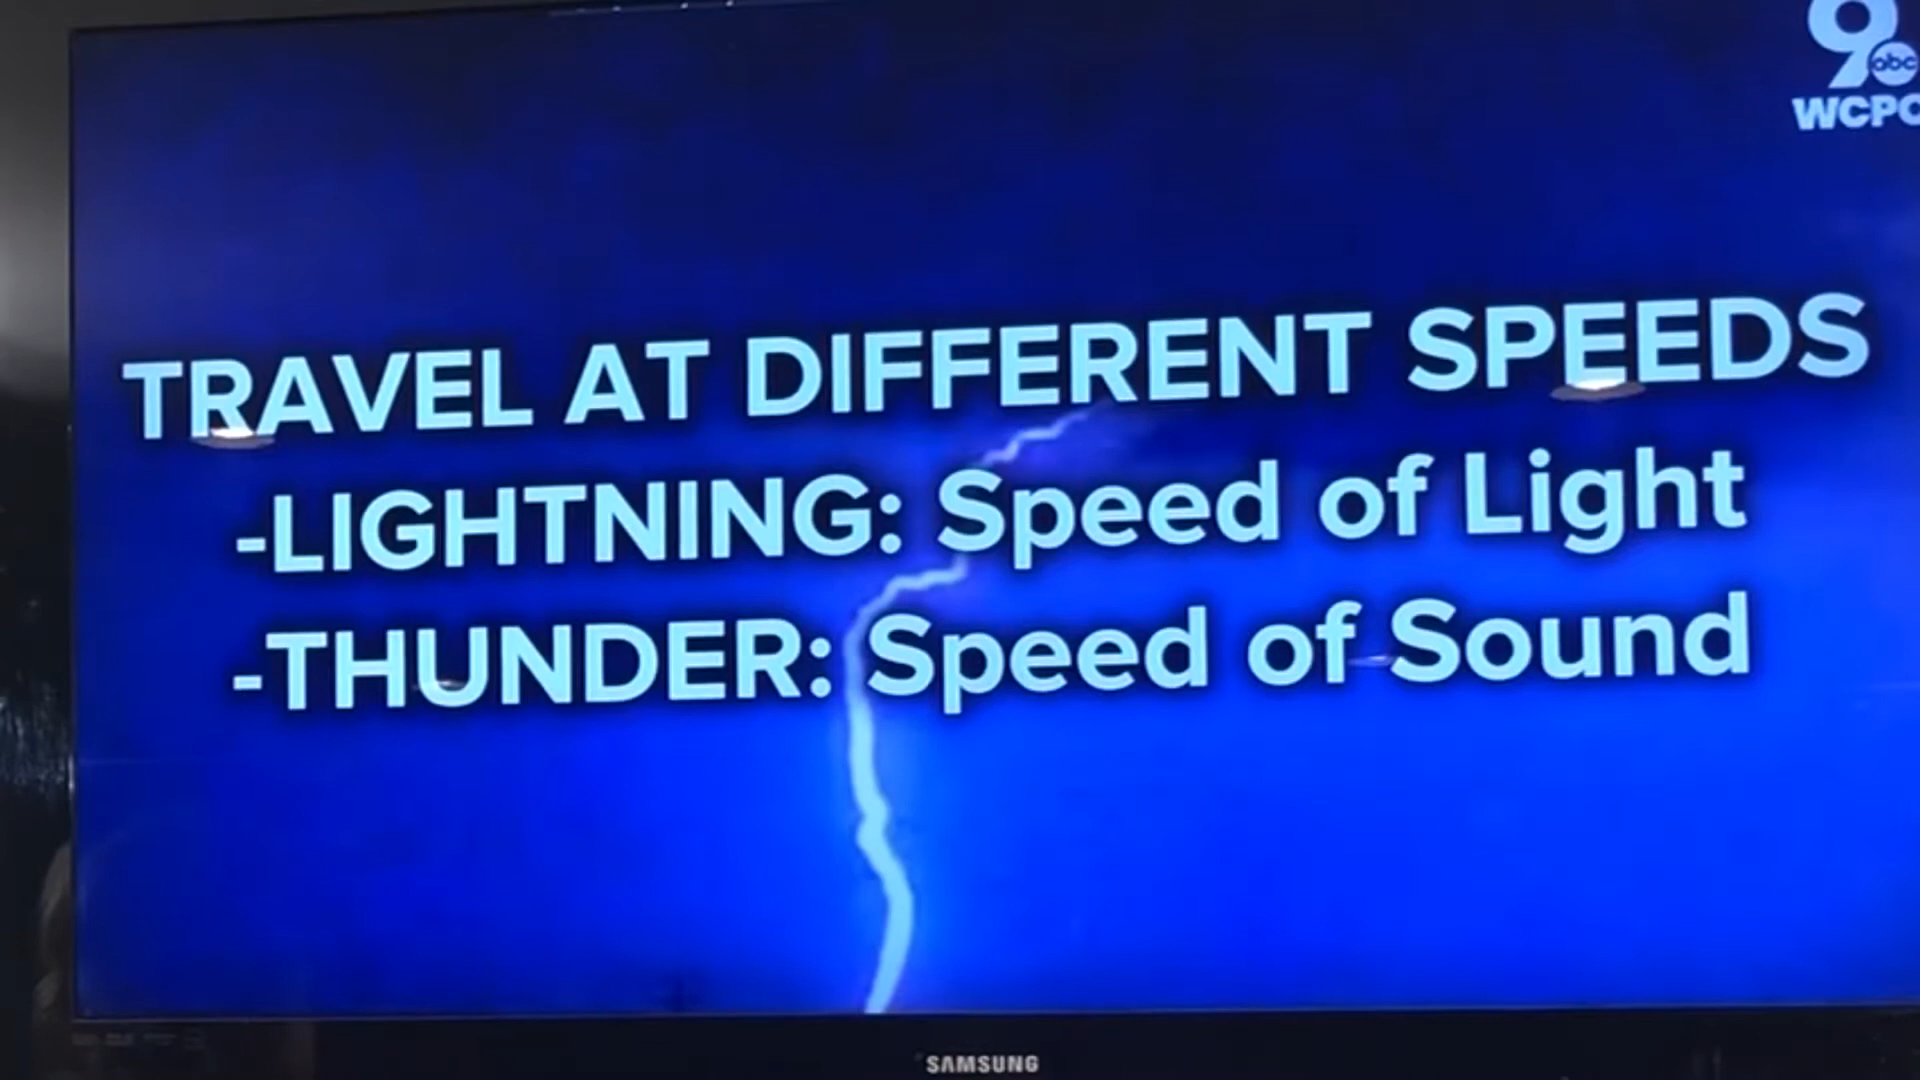 9
abc
WCPO
TRAVEL AT DIFFERENT SPEEDS
-LIGHTNING: Speed of Light
-THUNDER: Speed of Sound
SAMSUNG